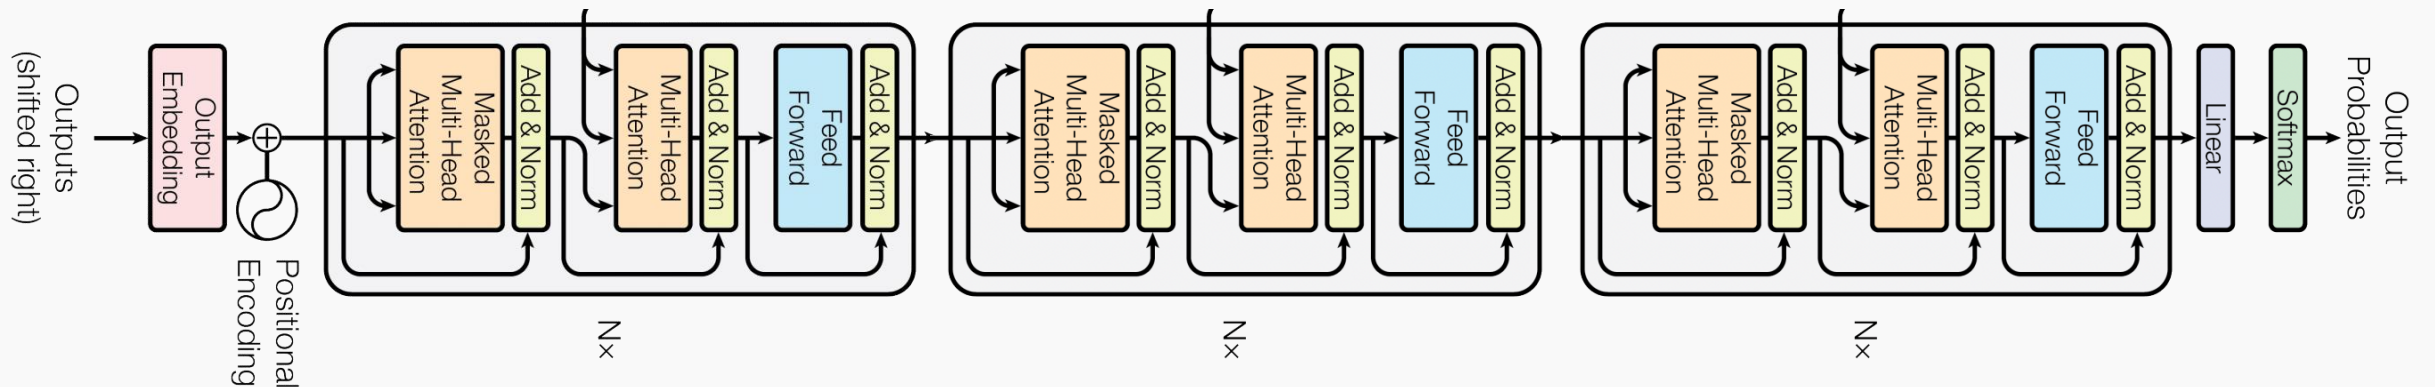 Outputs
(shifted right)
Output
Embedding
Positional
Encoding
Masked
Multi-Head
Attention
Add & Norm
Multi-Head
Attention
Add & Norm
Feed
Forward
Add & Norm
Nx
Masked
Multi-Head
Attention
Add & Norm
Multi-Head
Attention
Add & Norm
Feed
Forward
Add & Norm
Nx
Masked
Multi-Head
Attention
Add & Norm
Multi-Head
Attention
Add & Norm
Feed
Forward
Add & Norm
Nx
Linear
Softmax
Output
Probabilities